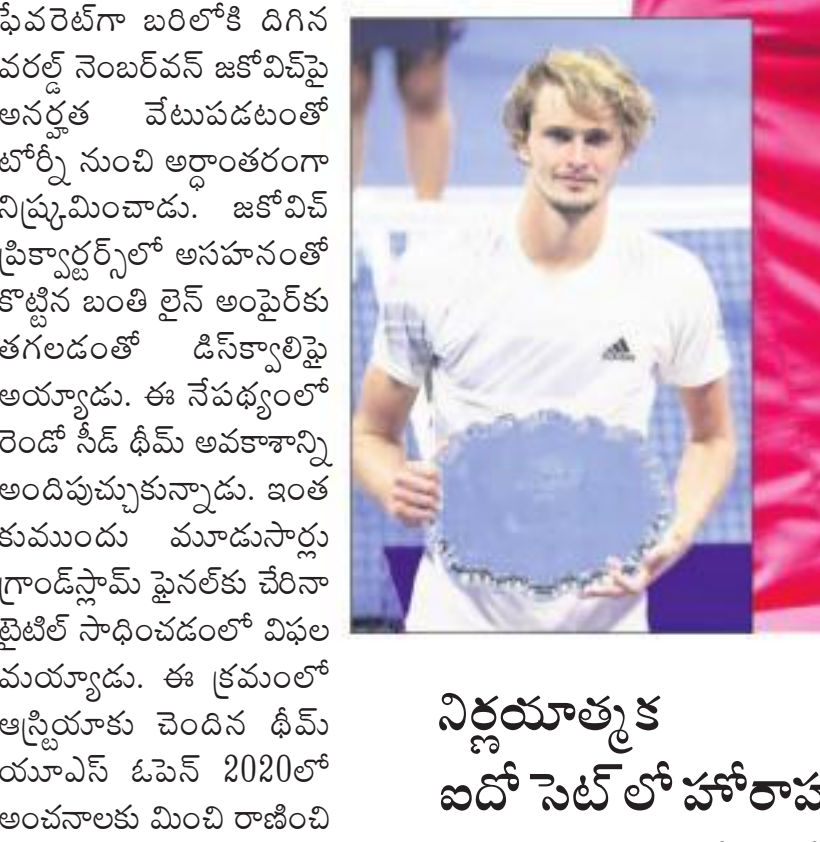 ఫేవరెట్‌గా బరిలోకి దిగిన
వరల్డ్ నెంబర్‌వన్ జకోవిచ్‌పై
అనర్హత వేటుపడటంతో
టోర్నీ నుంచి అర్ధాంతరంగా
నిష్క్రమించాడు. జకోవిచ్
ప్రిక్వార్టర్స్‌లో అసహనంతో
కొట్టిన బంతి లైన్ అంపైర్‌కు
తగలడంతో డిస్‌క్వాలిఫై
అయ్యాడు. ఈ నేపథ్యంలో
రెండో సీడ్ థీమ్ అవకాశాన్ని
అందిపుచ్చుకున్నాడు. ఇంత
కుముందు మూడుసార్లు
గ్రాండ్‌స్లామ్ ఫైనల్‌కు చేరినా
టైటిల్ సాధించడంలో విఫల
మయ్యాడు. ఈ క్రమంలో
ఆస్ట్రియాకు చెందిన థీమ్
యూఎస్ ఓపెన్ 2020లో
అంచనాలకు మించి రాణించి
adidas
నిర్ణయాత్మక
ఐదో సెట్ లో హోరాహ